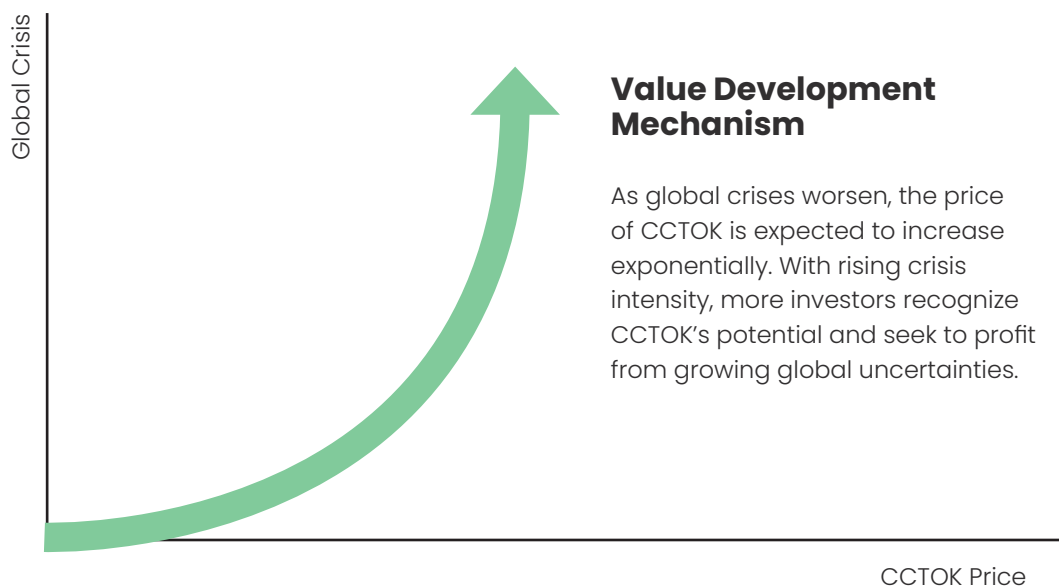 Global Crisis
Value Development
Mechanism
As global crises worsen, the price
of CCTOK is expected to increase
exponentially. With rising crisis
intensity, more investors recognize
CCTOK’s potential and seek to profit
from growing global uncertainties.
CCTOK Price